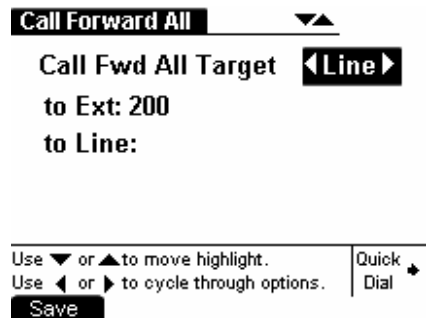 Call Forward All ▼▲
Call Fwd All Target ◀Line▶
to Ext: 200
to Line:
Use ▼ or ▲to move highlight.
Use ◀ or ▶ to cycle through options.
Quick
Dial
Save